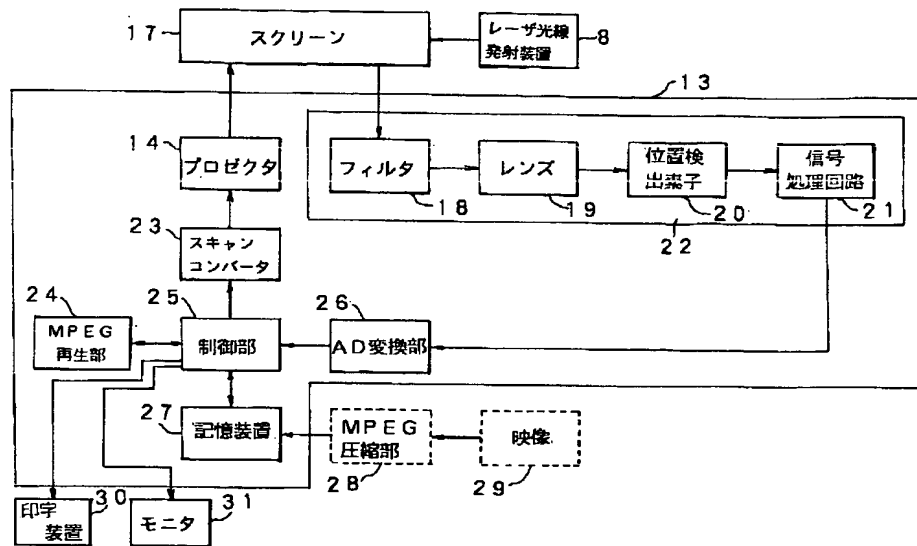 17
スクリーン
レーザ光線
発射装置
8
13
14
プロゼクタ
フィルタ
18
レンズ
19
位置検
出素子
20
信号
処理回路
21
22
23
スキャン
コンバータ
24
MPEG
再生部
25
制御部
26
AD変換部
27
記憶装置
MPEG
圧縮部
28
映像
29
印字
装置
30
モニタ
31